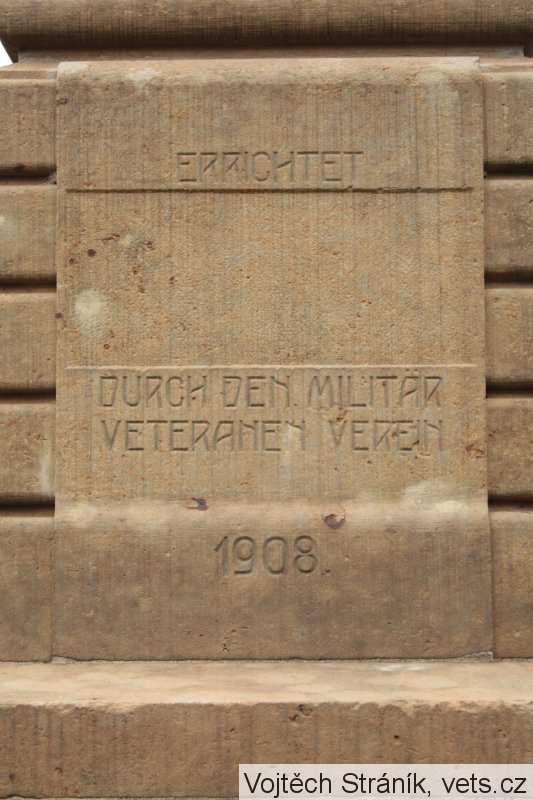 ERRICHTET
DURCH DEN MILITÄR
VETERANEN VEREIN
1908.
Vojtěch Stráník, vets.cz